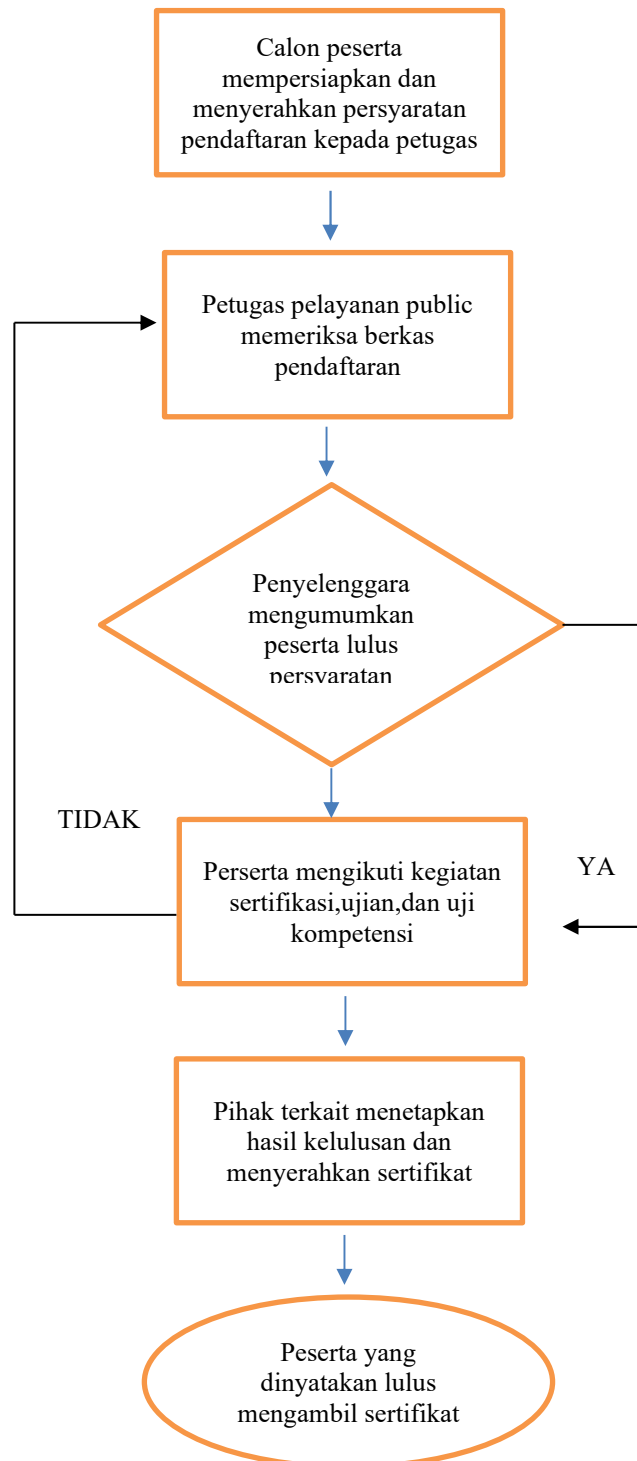 Calon peserta
mempersiapkan dan
menyerahkan persyaratan
pendaftaran kepada petugas
Petugas pelayanan public
memeriksa berkas
pendaftaran
Penyelenggara
mengumumkan
peserta lulus
persyaratan
TIDAK
Perserta mengikuti kegiatan
sertifikasi,ujian,dan uji
kompetensi
YA
Pihak terkait menetapkan
hasil kelulusan dan
menyerahkan sertifikat
Peserta yang
dinyatakan lulus
mengambil sertifikat